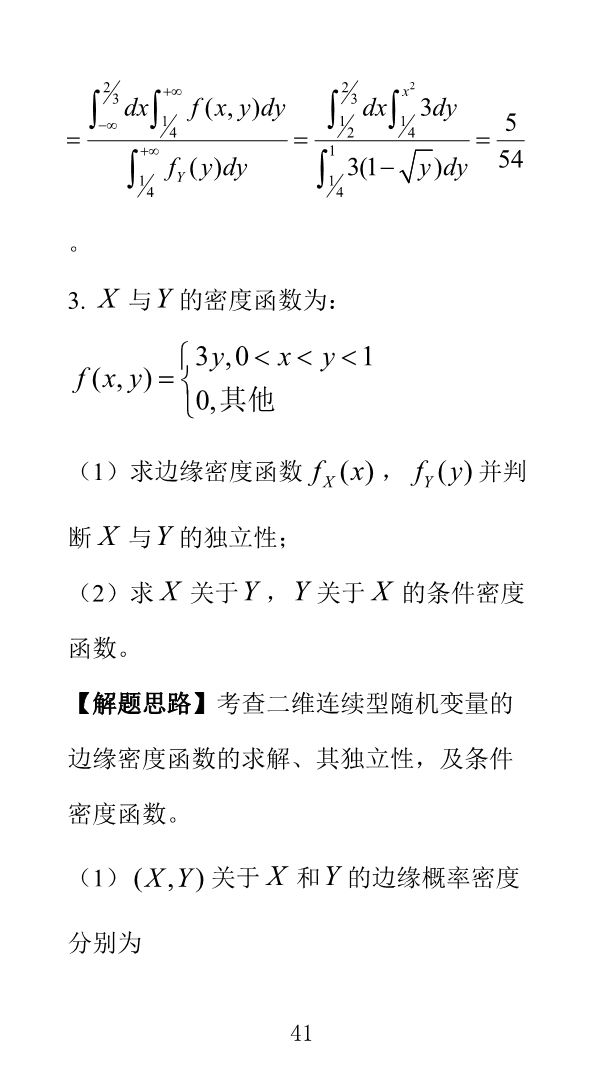 $= \dfrac{\int_{-\infty}^{2/3} dx \int_{1/4}^{+\infty} f(x,y)dy}{\int_{1/4}^{+\infty} f_Y(y)dy} = \dfrac{\int_{1/2}^{2/3} dx \int_{1/4}^{x^2} 3dy}{\int_{1/4}^{1} 3(1-\sqrt{y})dy} = \dfrac{5}{54}$
。
3. $X$ 与 $Y$ 的密度函数为：
$f(x,y) = \begin{cases} 3y, 0 < x < y < 1 \\ 0, 其他 \end{cases}$
（1）求边缘密度函数 $f_X(x)$ ， $f_Y(y)$ 并判
断 $X$ 与 $Y$ 的独立性；
（2）求 $X$ 关于 $Y$ ， $Y$ 关于 $X$ 的条件密度
函数。
【解题思路】考查二维连续型随机变量的
边缘密度函数的求解、其独立性，及条件
密度函数。
（1） $(X,Y)$ 关于 $X$ 和 $Y$ 的边缘概率密度
分别为
41